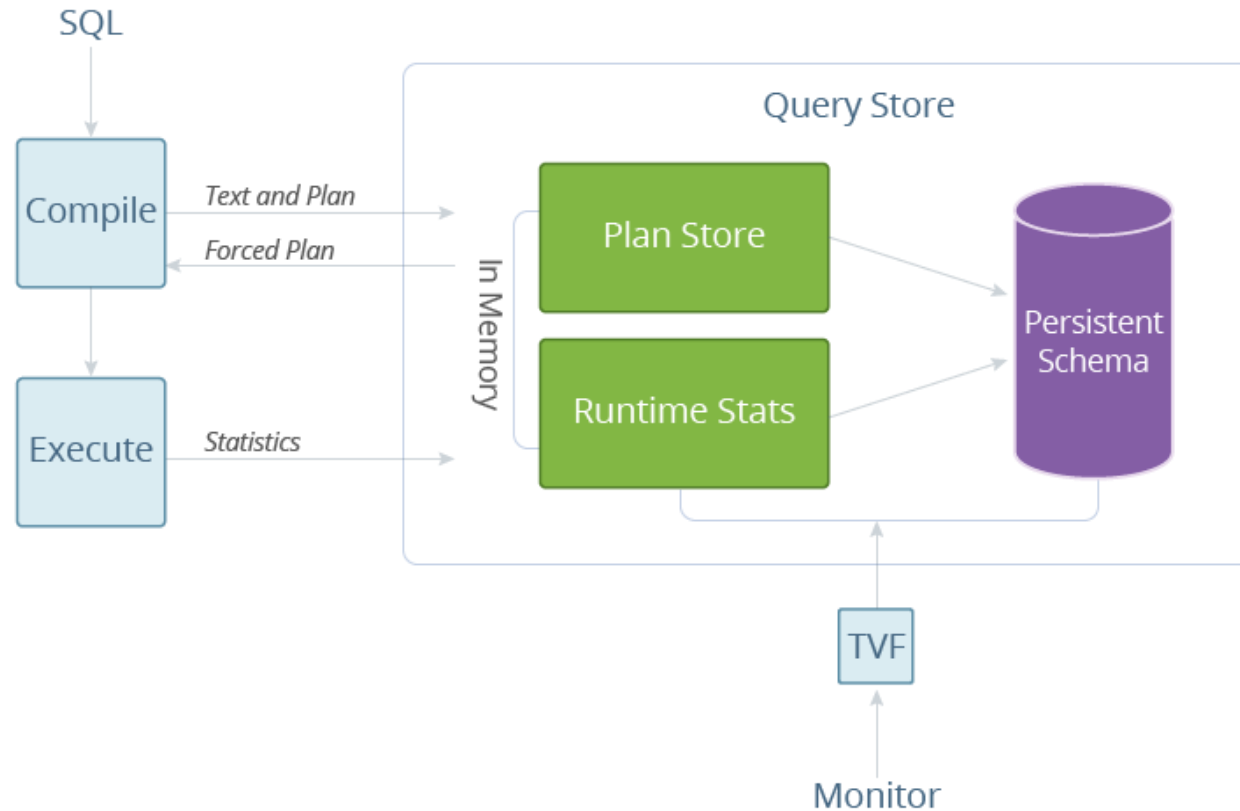 SQL
Query Store
Compile
Text and Plan
Forced Plan
In Memory
Plan Store
Persistent
Schema
Runtime Stats
Execute
Statistics
TVF
Monitor